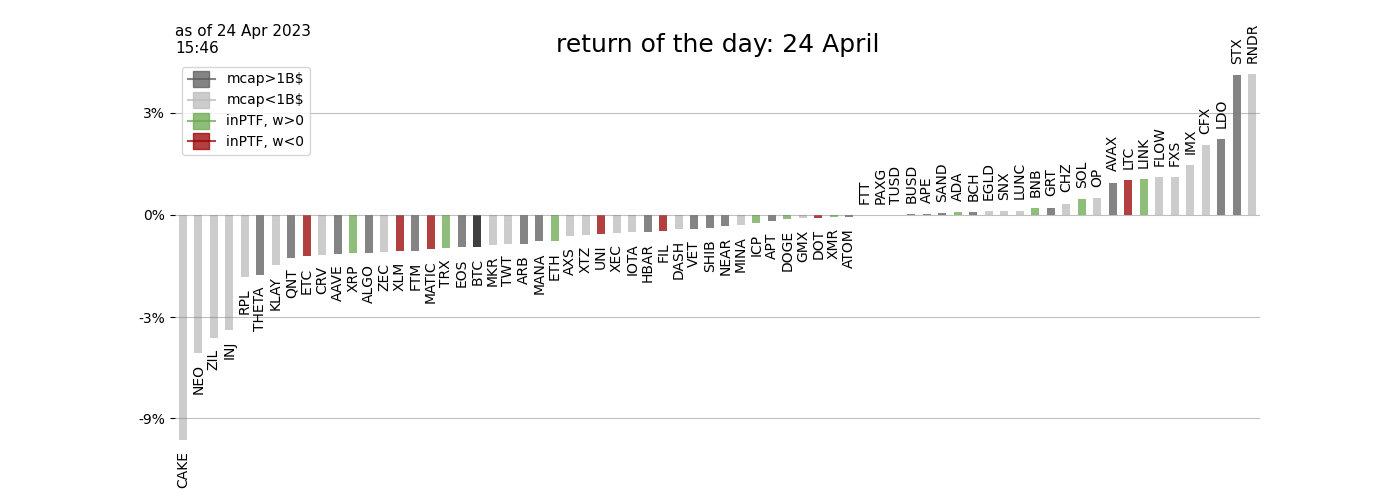 as of 24 Apr 2023
15:46
return of the day: 24 April
mcap>1B$
mcap<1B$
inPTF, w>0
inPTF, w<0
3%
0%
-3%
-9%
CAKE
NEO
ZIL
INJ
RPL
THETA
KLAY
QNT
ETC
CRV
AAVE
XRP
ALGO
ZEC
XLM
FTM
MATIC
TRX
EOS
BTC
MKR
TWT
ARB
MANA
ETH
AXS
XTZ
UNI
XEC
IOTA
HBAR
FIL
DASH
VET
SHIB
NEAR
MINA
ICP
APT
DOGE
GMX
DOT
XMR
ATOM
FTT
PAXG
TUSD
BUSD
APE
SAND
ADA
BCH
EGLD
SNX
LUNC
BNB
GRT
CHZ
SOL
OP
AVAX
LTC
LINK
FLOW
FXS
IMX
CFX
LDO
STX
RNDR